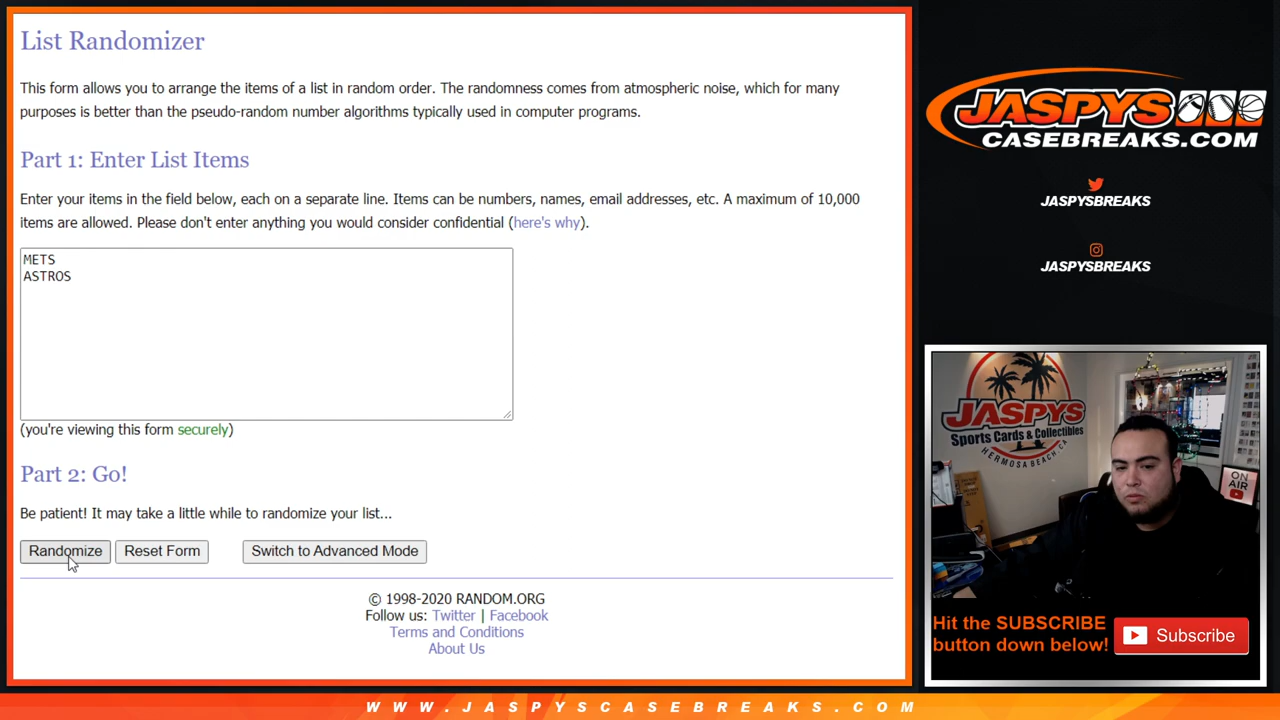 List Randomizer
This form allows you to arrange the items of a list in random order. The randomness comes from atmospheric noise, which for many
purposes is better than the pseudo-random number algorithms typically used in computer programs.
Part 1: Enter List Items
Enter your items in the field below, each on a separate line. Items can be numbers, names, email addresses, etc. A maximum of 10,000
items are allowed. Please don't enter anything you would consider confidential (here's why).
METS
ASTROS
(you're viewing this form securely)
Part 2: Go!
Be patient! It may take a little while to randomize your list...
Randomize Reset Form Switch to Advanced Mode
© 1998-2020 RANDOM.ORG
Follow us: Twitter | Facebook
Terms and Conditions
About Us
JASPYS
CASEBREAKS.COM
JASPYSBREAKS
JASPYSBREAKS
JASPYS
Sports Cards & Collectibles
HERMOSA BEACH, CA
ON
AIR
Hit the SUBSCRIBE
button down below!
Subscribe
WWW.JASPYSCASEBREAKS.COM